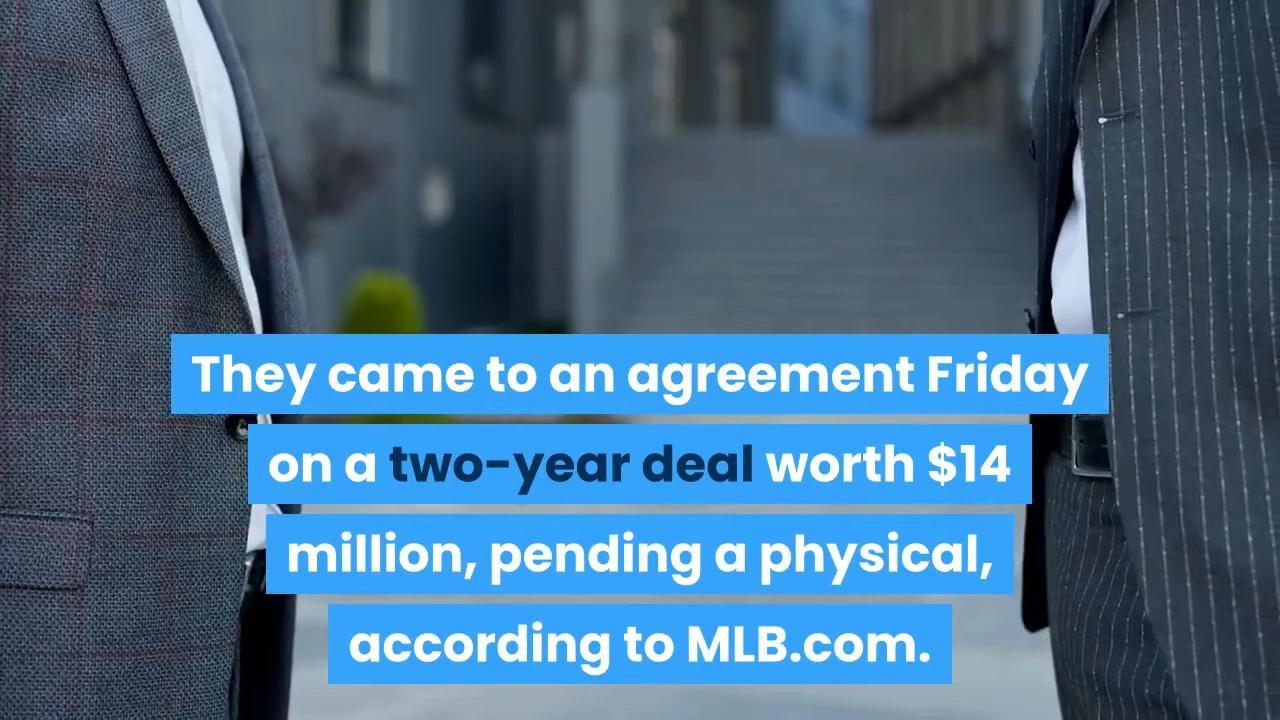 They came to an agreement Friday
on a two-year deal worth $14
million, pending a physical,
according to MLB.com.